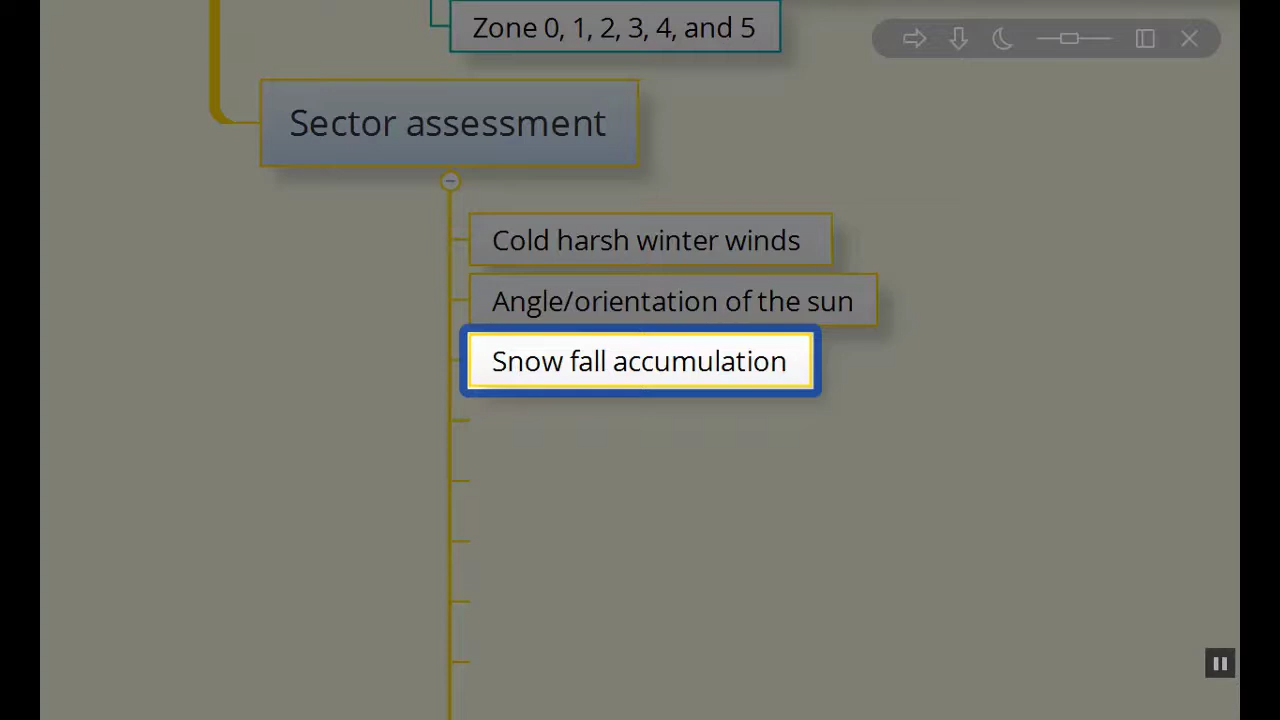 Zone 0, 1, 2, 3, 4, and 5
Sector assessment
Cold harsh winter winds
Angle/orientation of the sun
Snow fall accumulation